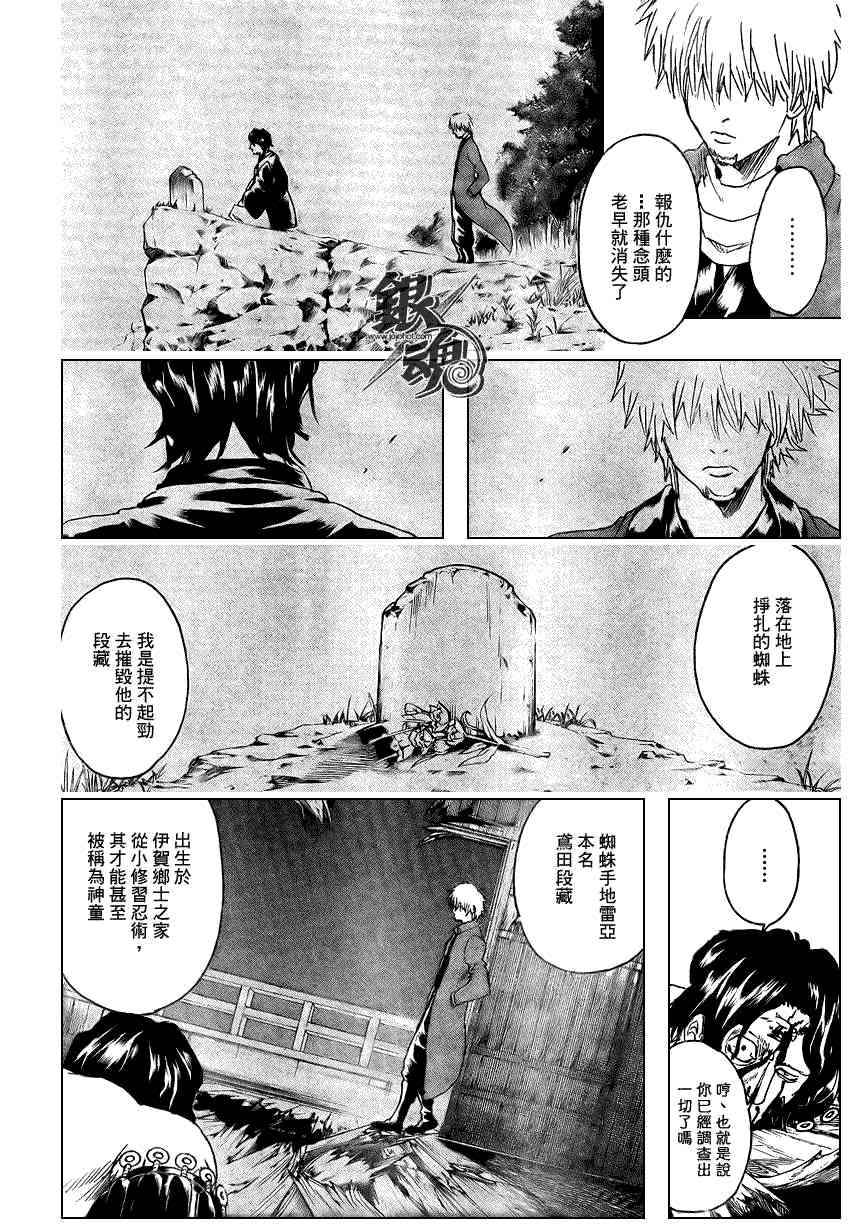 ………
報仇什麼的
…那種念頭
老早就消失了
銀魂
www.jojohot.com
落在地上
掙扎的蜘蛛
我是提不起勁
去摧毀他的
段藏
………
哼、也就是說
你已經調查出
一切了嗎
蜘蛛手地雷亞
本名
鳶田段藏
出生於
伊賀鄉士之家
從小修習忍術，
其才能甚至
被稱為神童